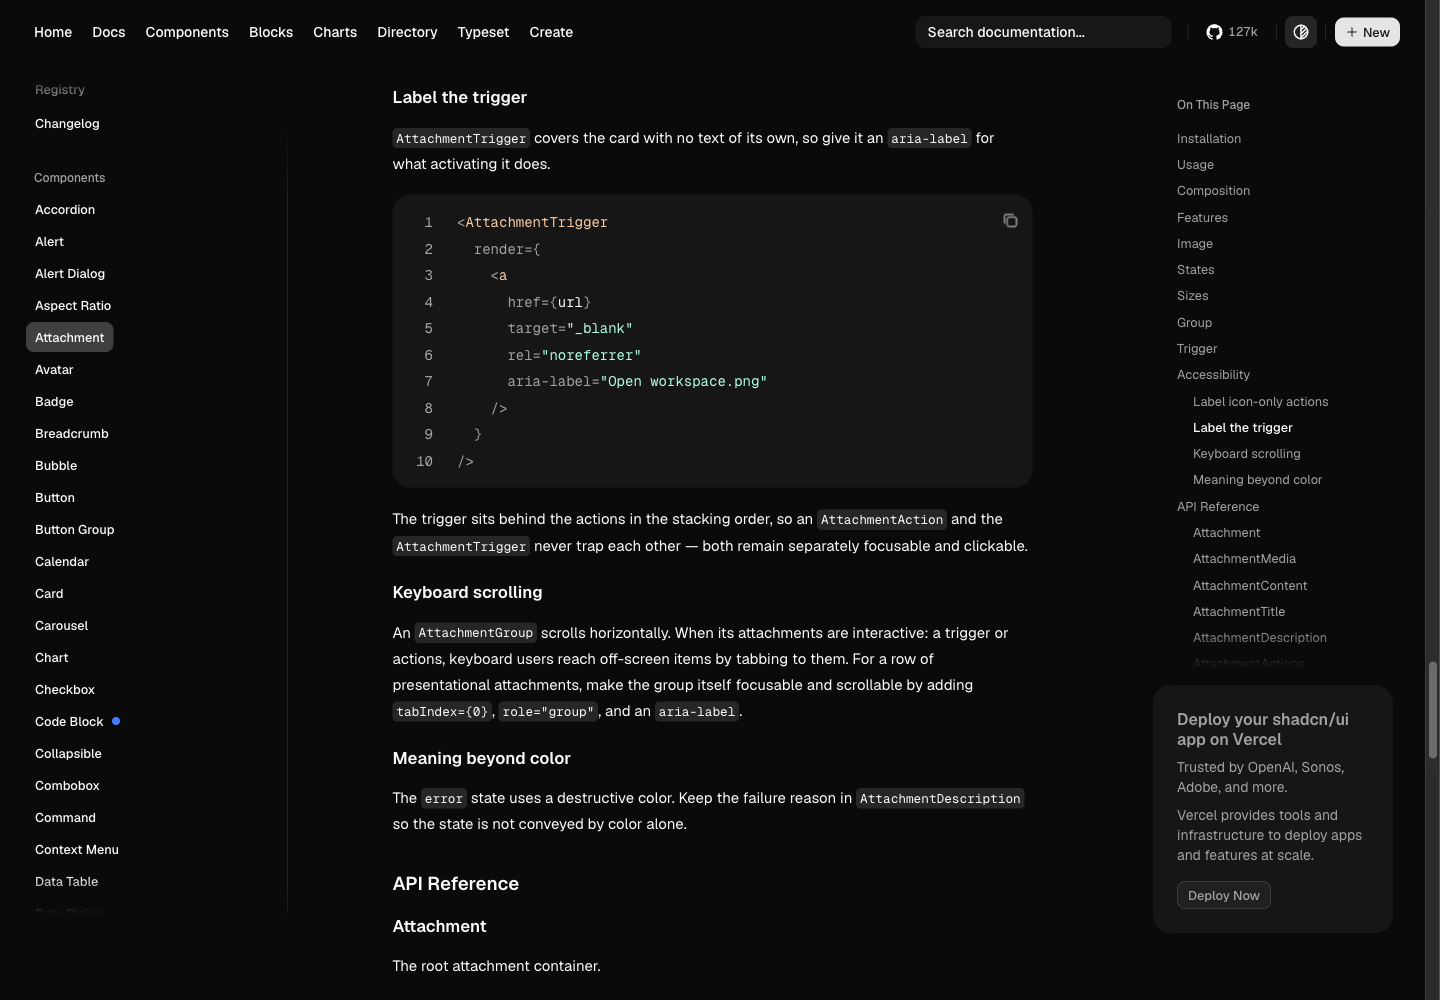 Home Docs Components Blocks Charts Directory Typeset Create
Search documentation...
127k
New
Registry
Changelog
Components
Accordion
Alert
Alert Dialog
Aspect Ratio
Attachment
Avatar
Badge
Breadcrumb
Bubble
Button
Button Group
Calendar
Card
Carousel
Chart
Checkbox
Code Block
Collapsible
Combobox
Command
Context Menu
Data Table
Date Picker
Label the trigger
AttachmentTrigger covers the card with no text of its own, so give it an aria-label for
what activating it does.
1 <AttachmentTrigger
2 render={
3 <a
4 href={url}
5 target="_blank"
6 rel="noreferrer"
7 aria-label="Open workspace.png"
8 />
9 }
10 />
The trigger sits behind the actions in the stacking order, so an AttachmentAction and the
AttachmentTrigger never trap each other — both remain separately focusable and clickable.
Keyboard scrolling
An AttachmentGroup scrolls horizontally. When its attachments are interactive: a trigger or
actions, keyboard users reach off-screen items by tabbing to them. For a row of
presentational attachments, make the group itself focusable and scrollable by adding
tabIndex={0}, role="group", and an aria-label.
Meaning beyond color
The error state uses a destructive color. Keep the failure reason in AttachmentDescription
so the state is not conveyed by color alone.
API Reference
Attachment
The root attachment container.
On This Page
Installation
Usage
Composition
Features
Image
States
Sizes
Group
Trigger
Accessibility
Label icon-only actions
Label the trigger
Keyboard scrolling
Meaning beyond color
API Reference
Attachment
AttachmentMedia
AttachmentContent
AttachmentTitle
AttachmentDescription
AttachmentActions
Deploy your shadcn/ui
app on Vercel
Trusted by OpenAI, Sonos,
Adobe, and more.
Vercel provides tools and
infrastructure to deploy apps
and features at scale.
Deploy Now